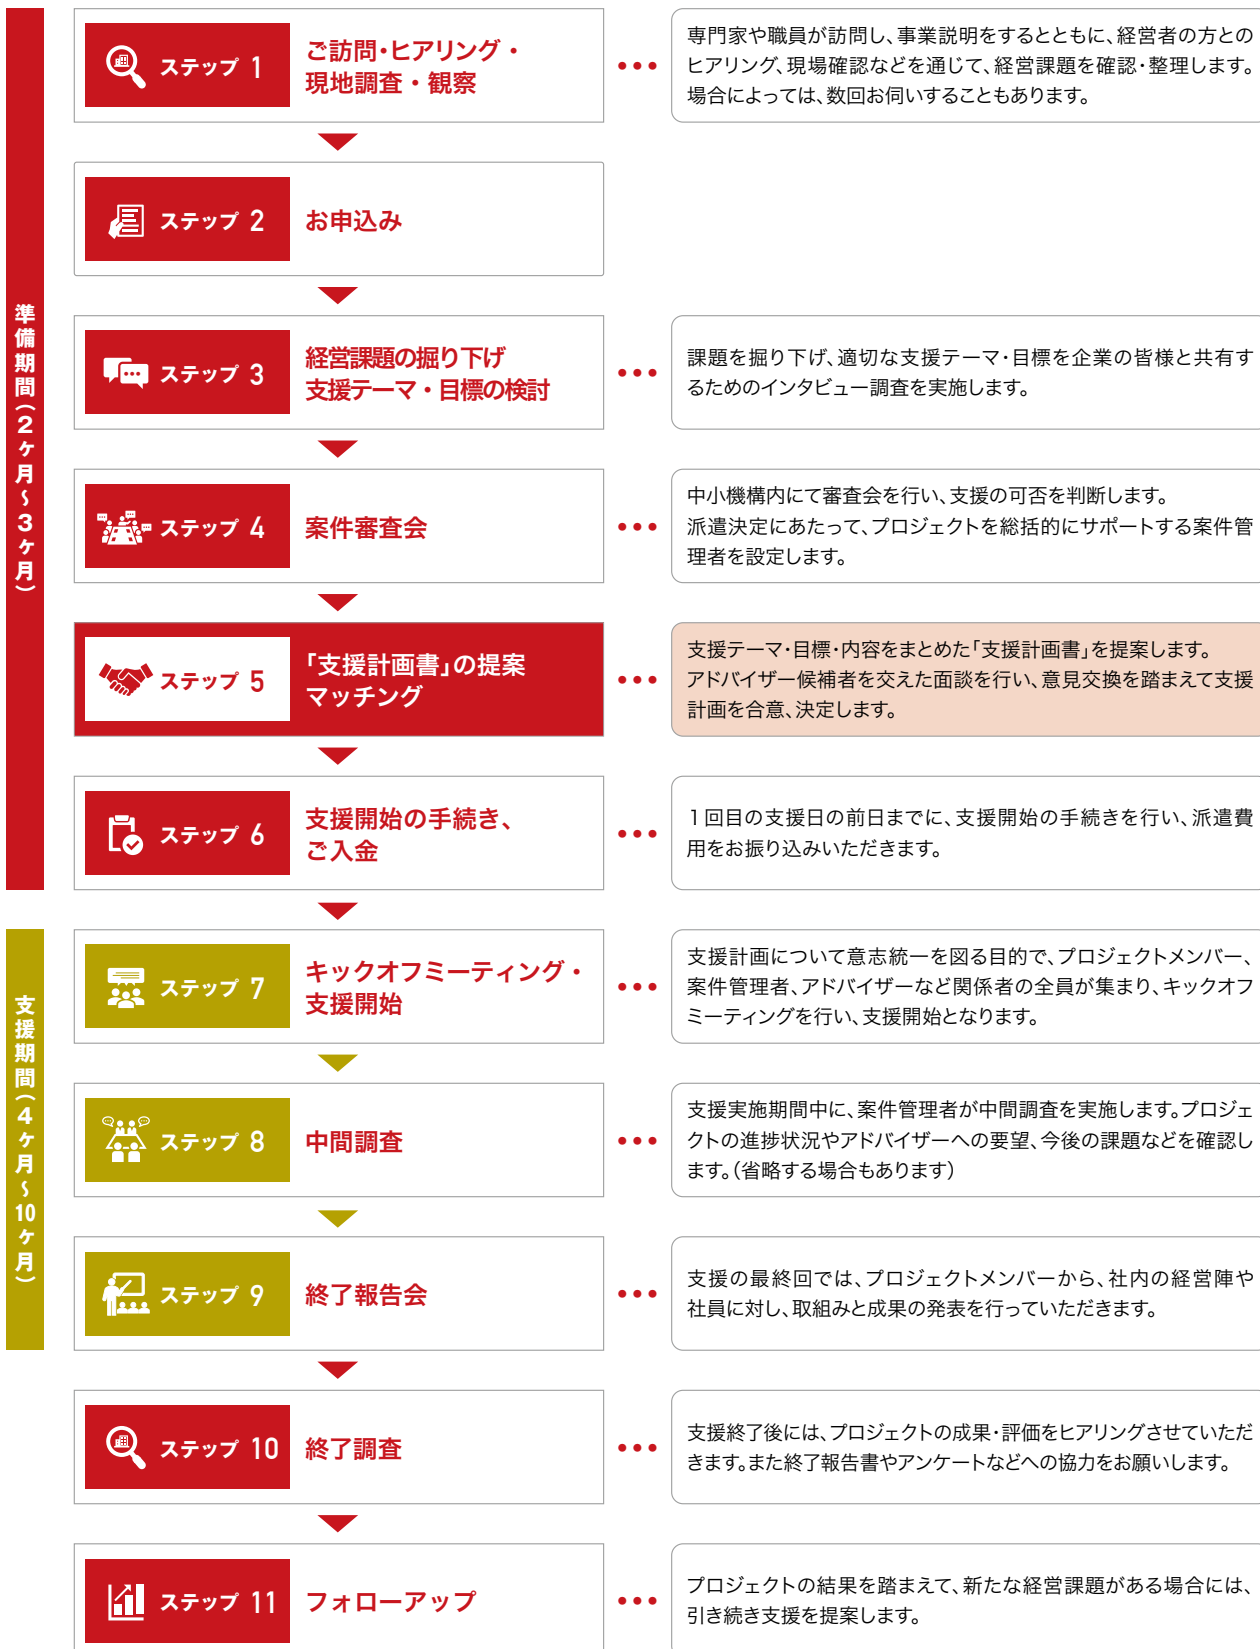 準備期間（2ヶ月〜3ヶ月）
ステップ 1
ご訪問・ヒアリング・
現地調査・観察
専門家や職員が訪問し、事業説明をするとともに、経営者の方との
ヒアリング、現場確認などを通じて、経営課題を確認・整理します。
場合によっては、数回お伺いすることもあります。
ステップ 2
お申込み
ステップ 3
経営課題の掘り下げ
支援テーマ・目標の検討
課題を掘り下げ、適切な支援テーマ・目標を企業の皆様と共有す
るためのインタビュー調査を実施します。
ステップ 4
案件審査会
中小機構内にて審査会を行い、支援の可否を判断します。
派遣決定にあたって、プロジェクトを総括的にサポートする案件管
理者を設定します。
ステップ 5
「支援計画書」の提案
マッチング
支援テーマ・目標・内容をまとめた「支援計画書」を提案します。
アドバイザー候補者を交えた面談を行い、意見交換を踏まえて支援
計画を合意、決定します。
ステップ 6
支援開始の手続き、
ご入金
1回目の支援日の前日までに、支援開始の手続きを行い、派遣費
用をお振り込みいただきます。
支援期間（4ヶ月〜10ヶ月）
ステップ 7
キックオフミーティング・
支援開始
支援計画について意志統一を図る目的で、プロジェクトメンバー、
案件管理者、アドバイザーなど関係者の全員が集まり、キックオフ
ミーティングを行い、支援開始となります。
ステップ 8
中間調査
支援実施期間中に、案件管理者が中間調査を実施します。プロジェ
クトの進捗状況やアドバイザーへの要望、今後の課題などを確認し
ます。（省略する場合もあります）
ステップ 9
終了報告会
支援の最終回では、プロジェクトメンバーから、社内の経営陣や
社員に対し、取組みと成果の発表を行っていただきます。
ステップ 10
終了調査
支援終了後には、プロジェクトの成果・評価をヒアリングさせていただ
きます。また終了報告書やアンケートなどへの協力をお願いします。
ステップ 11
フォローアップ
プロジェクトの結果を踏まえて、新たな経営課題がある場合には、
引き続き支援を提案します。